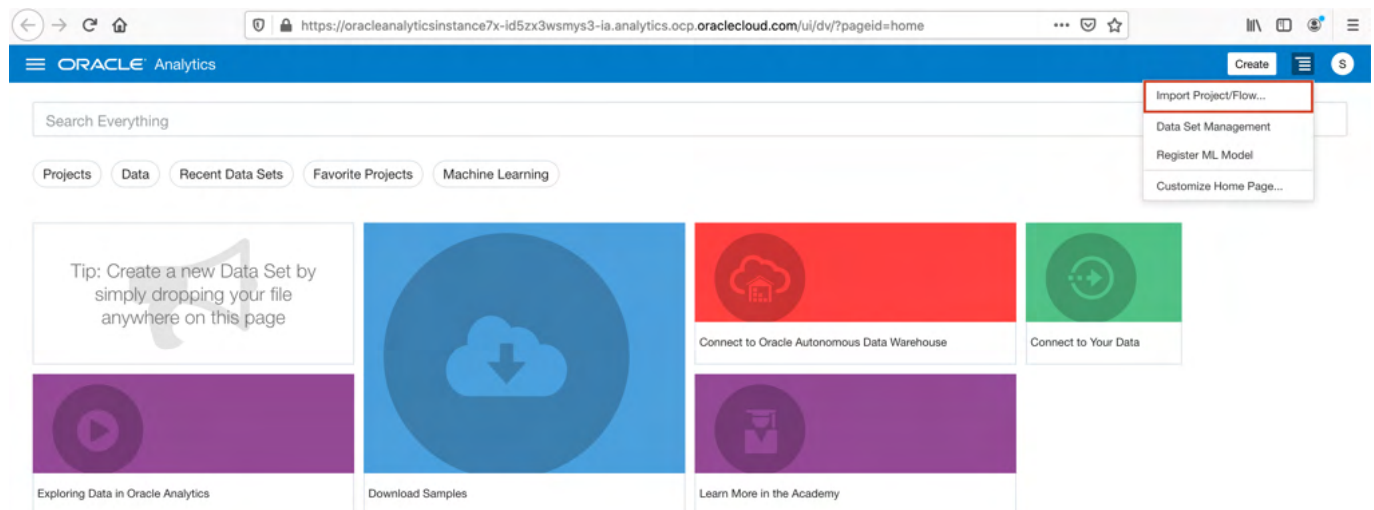 https://oracleanalyticsinstance7x-id5zx3wsmys3-ia.analytics.ocp.oraclecloud.com/ui/dv/?pageid=home
ORACLE Analytics
Create
S
Import Project/Flow...
Search Everything
Data Set Management
Register ML Model
Customize Home Page...
Projects
Data
Recent Data Sets
Favorite Projects
Machine Learning
Tip: Create a new Data Set by
simply dropping your file
anywhere on this page
Connect to Oracle Autonomous Data Warehouse
Connect to Your Data
Exploring Data in Oracle Analytics
Download Samples
Learn More in the Academy